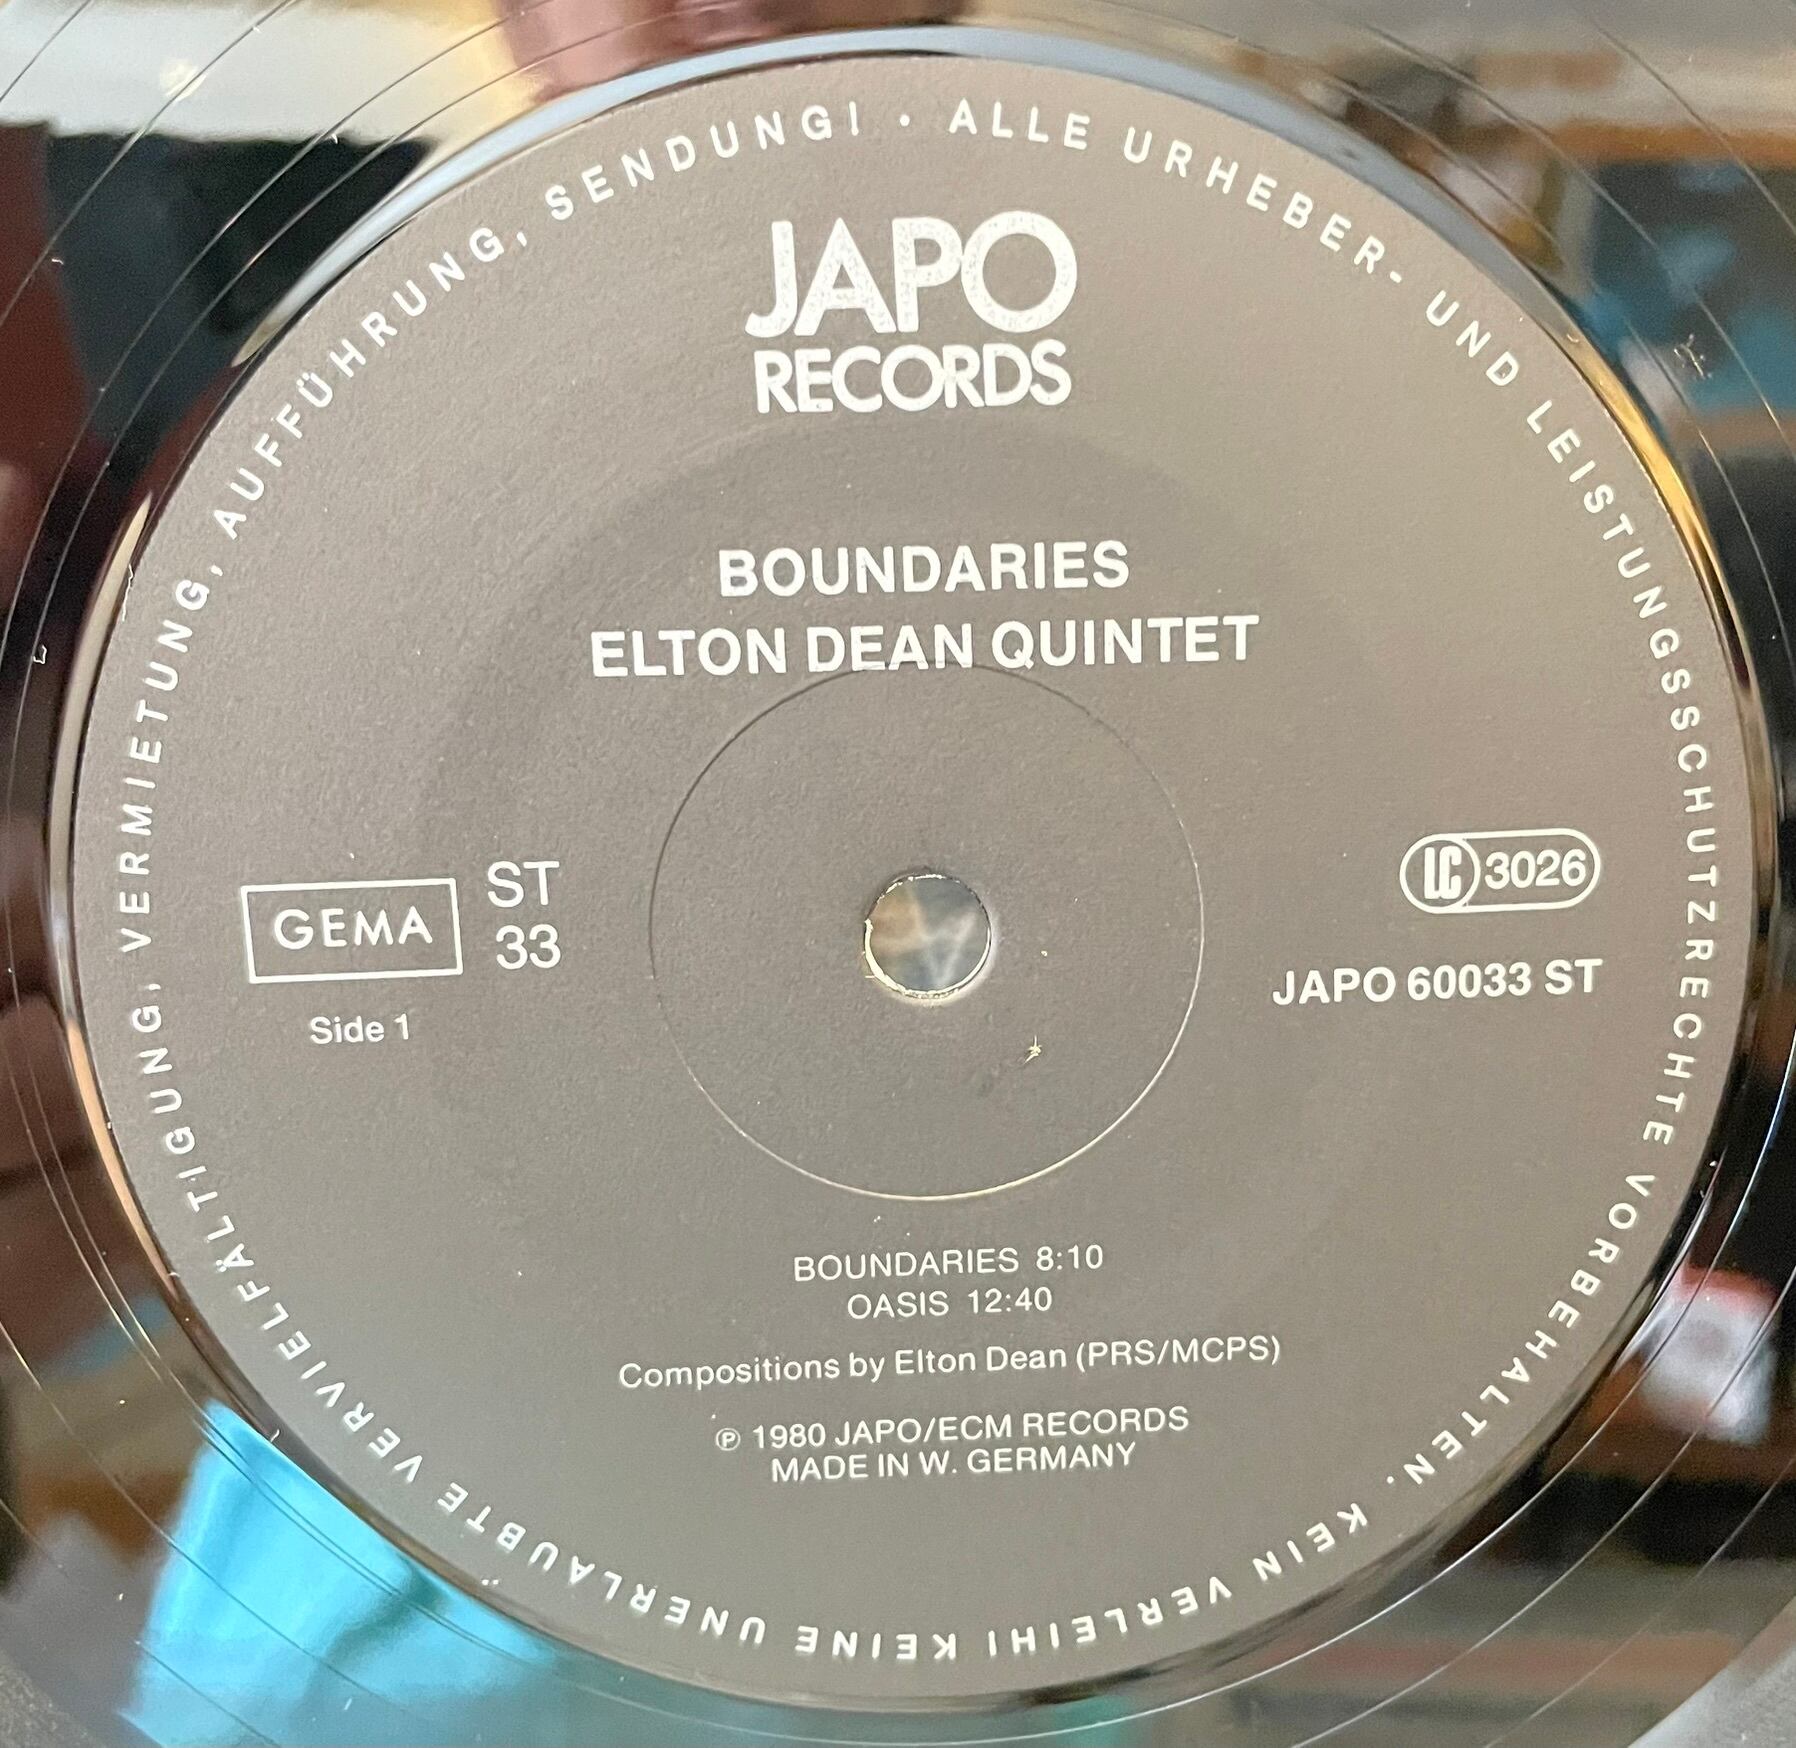 JAPO
RECORDS
BOUNDARIES
ELTON DEAN QUINTET
GEMA
ST
33
Side 1
LC 3026
JAPO 60033 ST
BOUNDARIES 8:10
OASIS 12:40
Compositions by Elton Dean (PRS/MCPS)
℗ 1980 JAPO/ECM RECORDS
MADE IN W. GERMANY
ALLE URHEBER- UND LEISTUNGSSCHUTZRECHTE VORBEHALTEN. KEIN VERLEIH! KEINE UNERLAUBTE VERVIELFÄLTIGUNG, VERMIETUNG, AUFFÜHRUNG, SENDUNG! ·